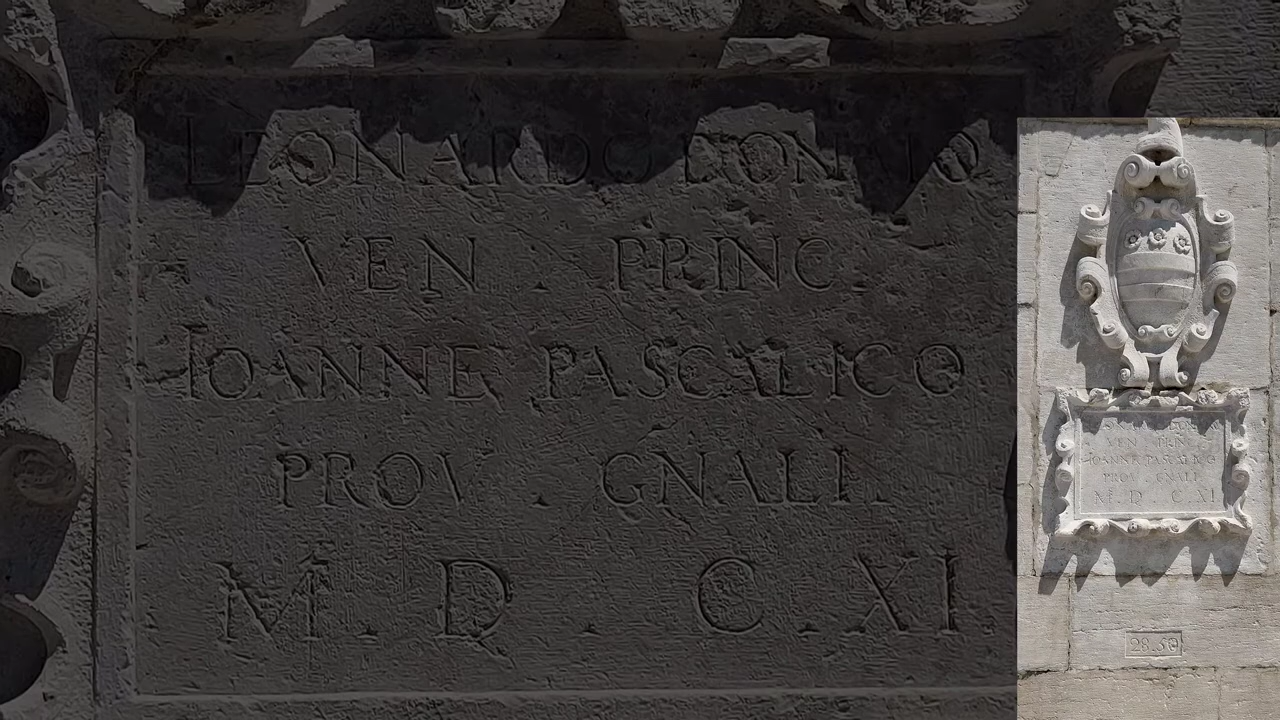 LEONARDO DONATO
VEN . PRINC .
IOANNE PASCALICO
PROV . GNALI .
M . D . C . XI .
28.50